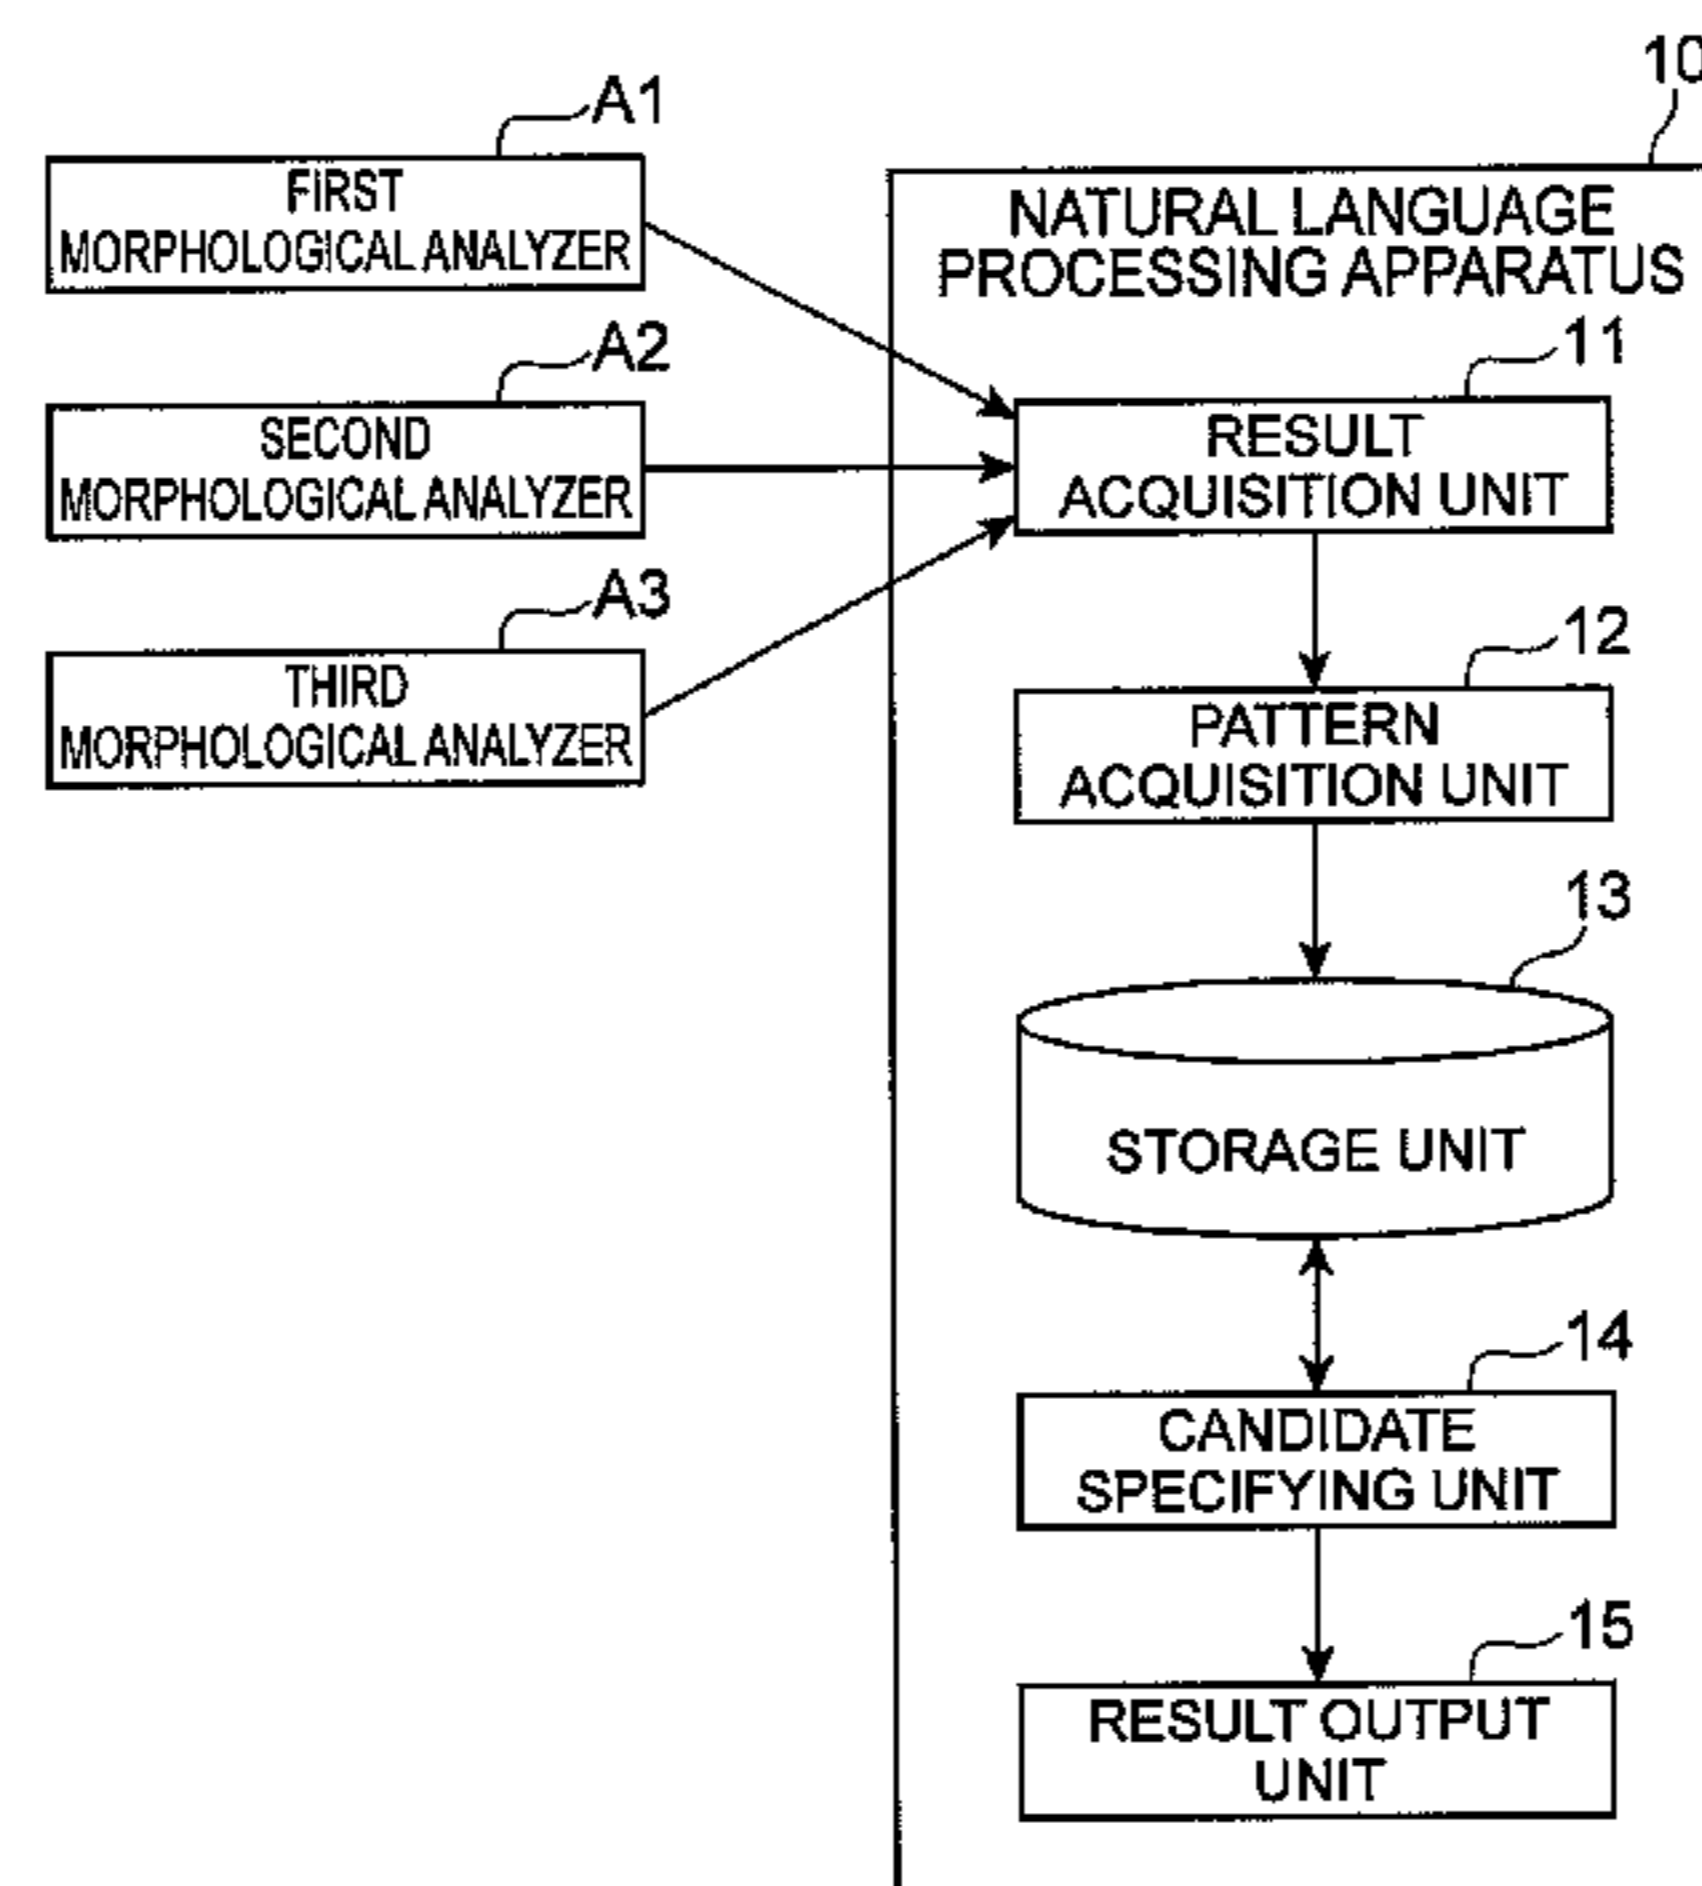 A1
FIRST
MORPHOLOGICAL ANALYZER
A2
SECOND
MORPHOLOGICAL ANALYZER
A3
THIRD
MORPHOLOGICAL ANALYZER
10
NATURAL LANGUAGE
PROCESSING APPARATUS
11
RESULT
ACQUISITION UNIT
12
PATTERN
ACQUISITION UNIT
13
STORAGE UNIT
14
CANDIDATE
SPECIFYING UNIT
15
RESULT OUTPUT
UNIT